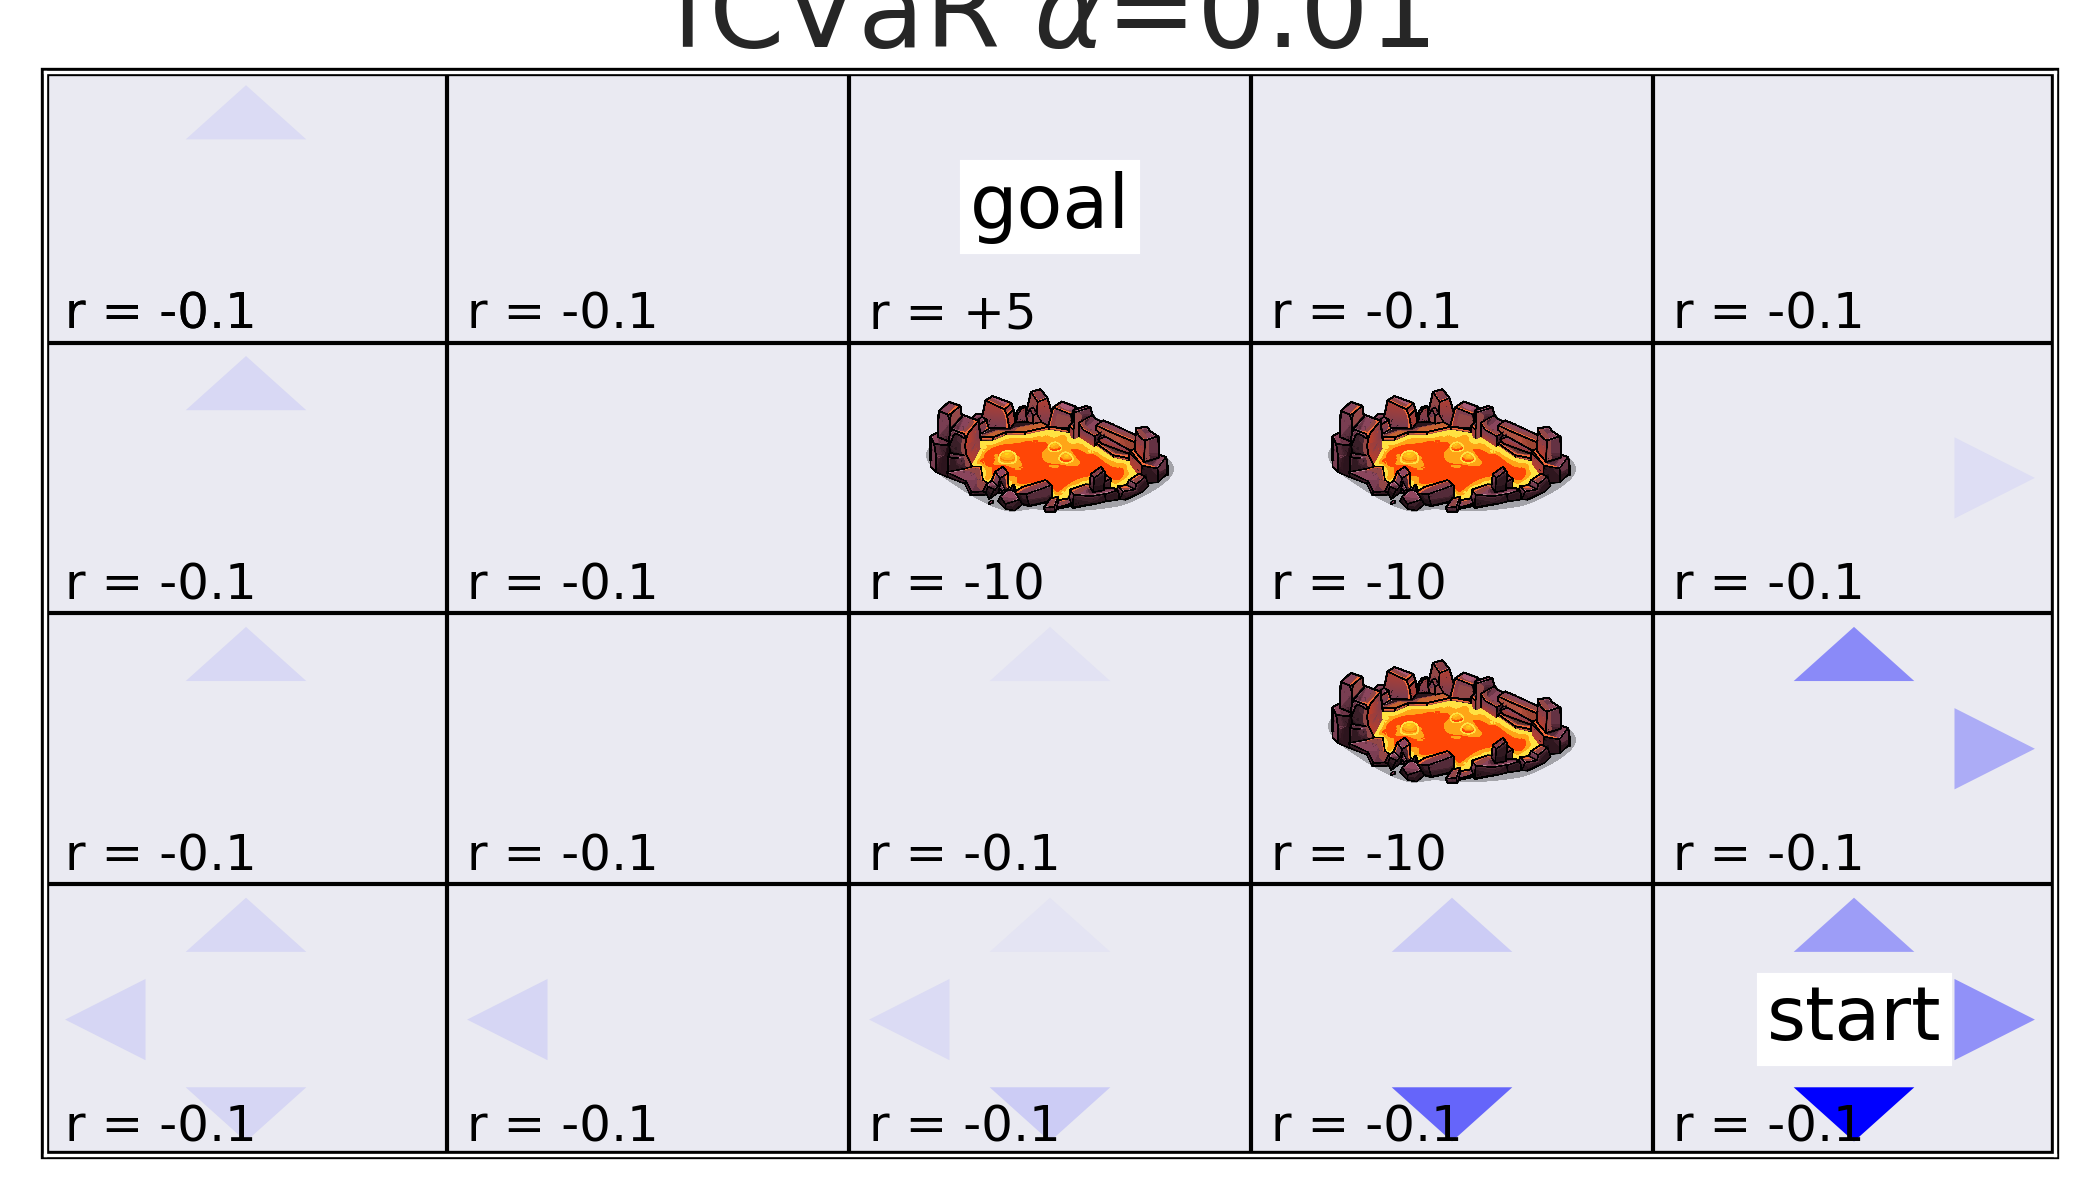 iCVaR α=0.01
goal
r = -0.1 r = -0.1 r = +5 r = -0.1 r = -0.1
r = -0.1 r = -0.1 r = -10 r = -10 r = -0.1
r = -0.1 r = -0.1 r = -0.1 r = -10 r = -0.1
start
r = -0.1 r = -0.1 r = -0.1 r = -0.1 r = -0.1